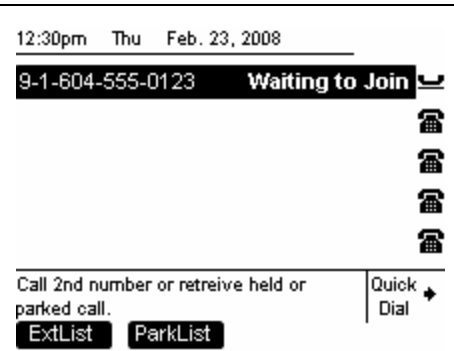 12:30pm Thu Feb. 23, 2008
9-1-604-555-0123 Waiting to Join
Call 2nd number or retreive held or
parked call.
Quick
Dial
ExtList ParkList